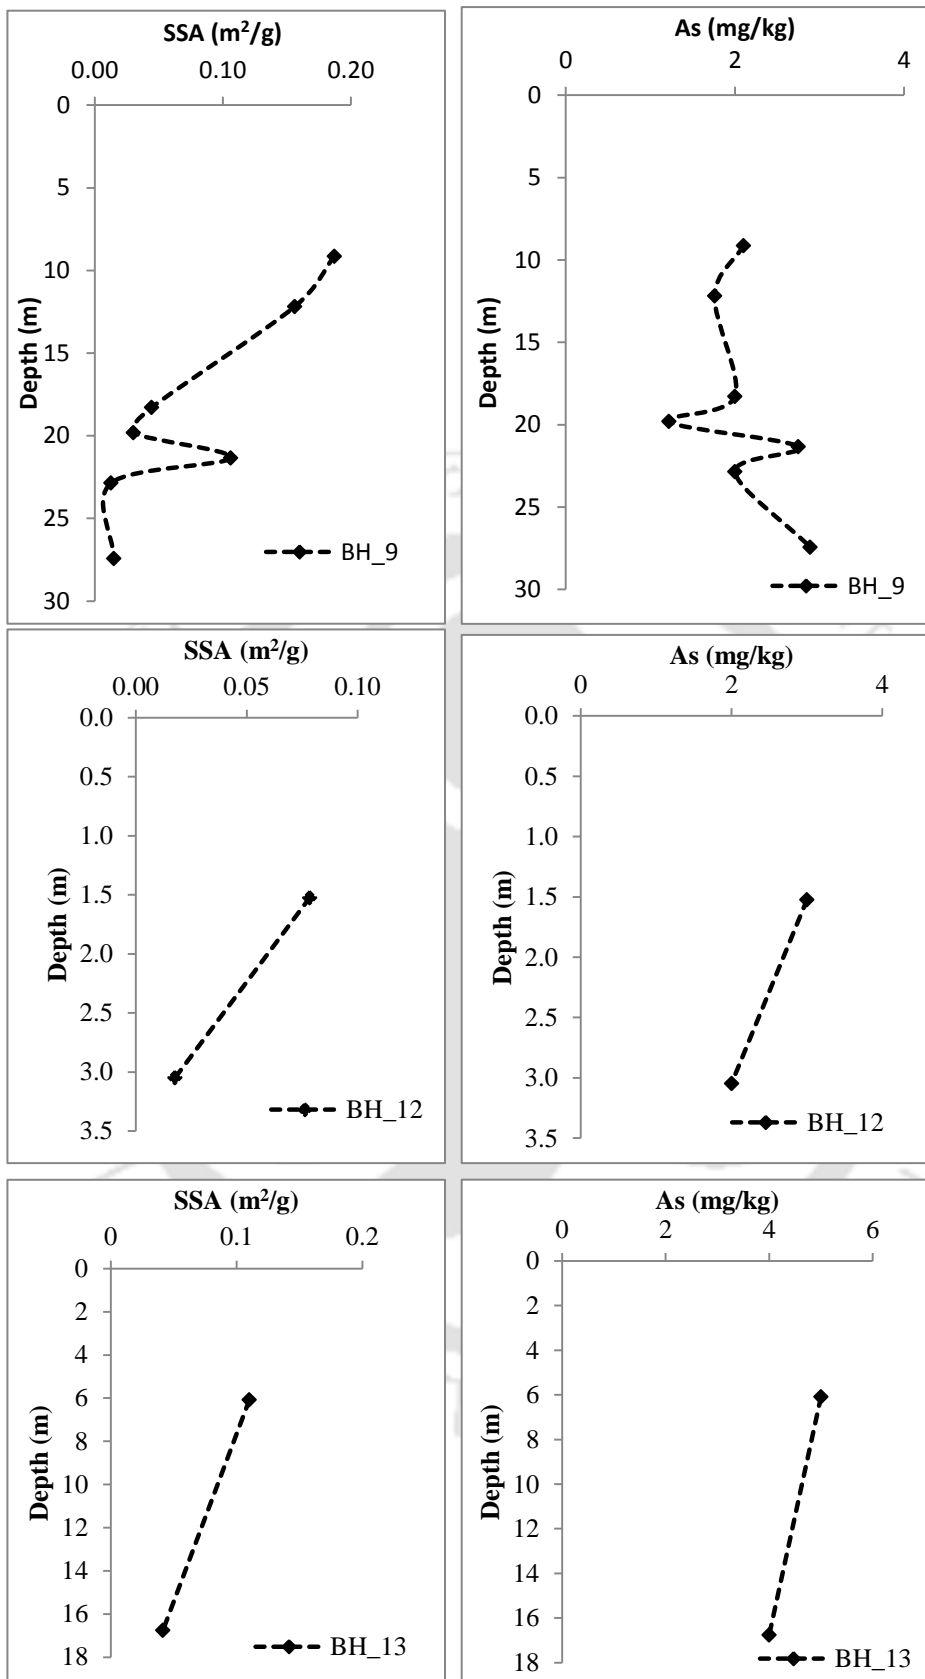 SSA (m²/g)
0.00 0.10 0.20
0
5
10
15
20
25
30
Depth (m)
BH_9
As (mg/kg)
0 2 4
0
5
10
15
20
25
30
Depth (m)
BH_9
SSA (m²/g)
0.00 0.05 0.10
0.0
0.5
1.0
1.5
2.0
2.5
3.0
3.5
Depth (m)
BH_12
As (mg/kg)
0 2 4
0.0
0.5
1.0
1.5
2.0
2.5
3.0
3.5
Depth (m)
BH_12
SSA (m²/g)
0 0.1 0.2
0
2
4
6
8
10
12
14
16
18
Depth (m)
BH_13
As (mg/kg)
0 2 4 6
0
2
4
6
8
10
12
14
16
18
Depth (m)
BH_13